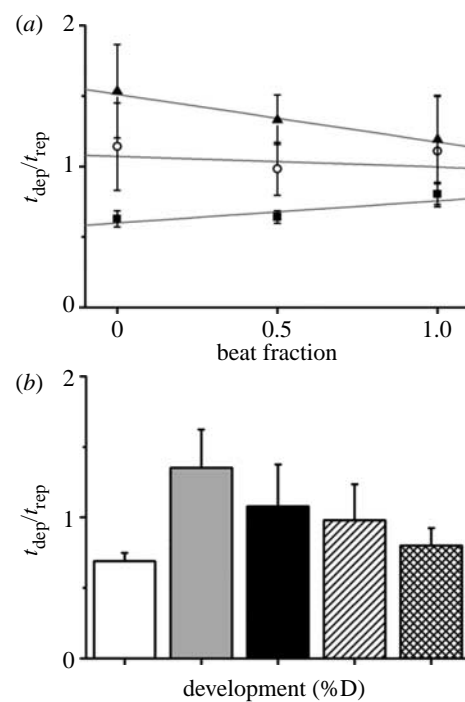 (a)
2
1
0
t_dep/t_rep
0 0.5 1.0
beat fraction
(b)
2
1
0
t_dep/t_rep
development (%D)